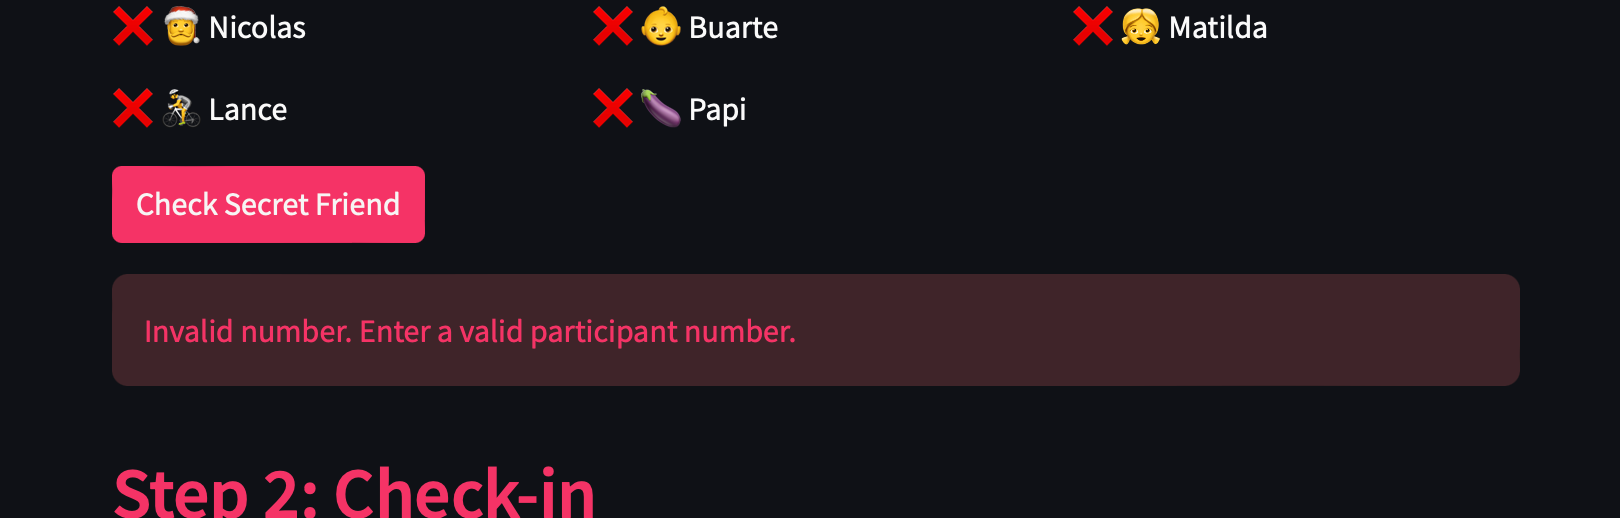 ❌🎅 Nicolas
❌👶 Buarte
❌👧 Matilda
❌🚴 Lance
❌🍆 Papi
Check Secret Friend
Invalid number. Enter a valid participant number.
Step 2: Check-in